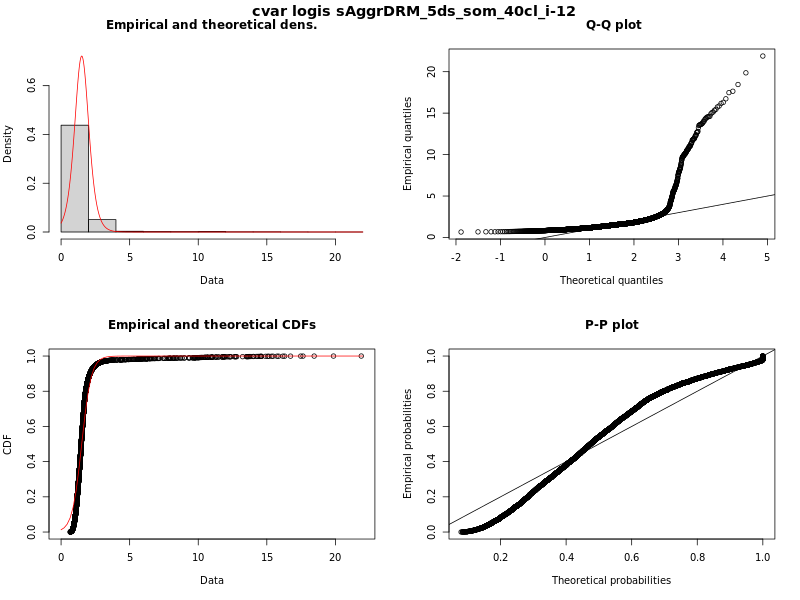 cvar logis sAggrDRM_5ds_som_40cl_i-12
Empirical and theoretical dens.
Density
0.0 0.2 0.4 0.6
0 5 10 15 20
Data
Q-Q plot
Empirical quantiles
0 5 10 15 20
-2 -1 0 1 2 3 4 5
Theoretical quantiles
Empirical and theoretical CDFs
CDF
0.0 0.2 0.4 0.6 0.8 1.0
0 5 10 15 20
Data
P-P plot
Empirical probabilities
0.0 0.2 0.4 0.6 0.8 1.0
0.2 0.4 0.6 0.8 1.0
Theoretical probabilities